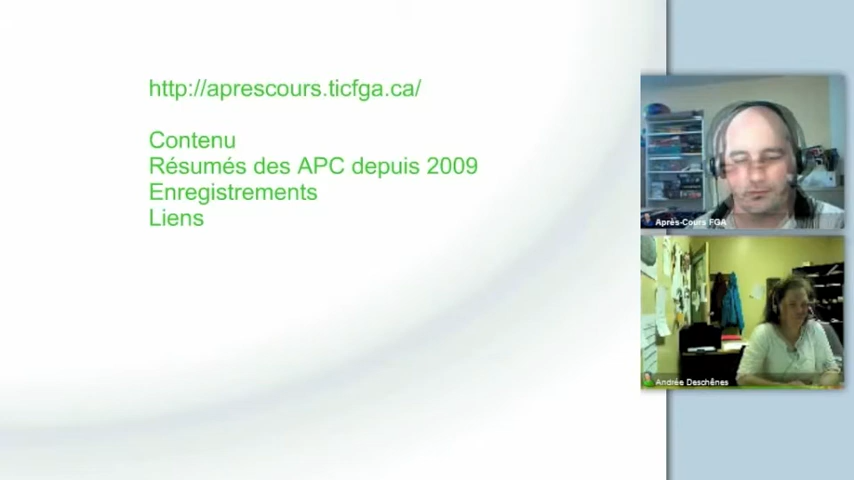 http://aprescours.ticfga.ca/
Contenu
Résumés des APC depuis 2009
Enregistrements
Liens
Après-Cours FGA
Andrée Deschênes